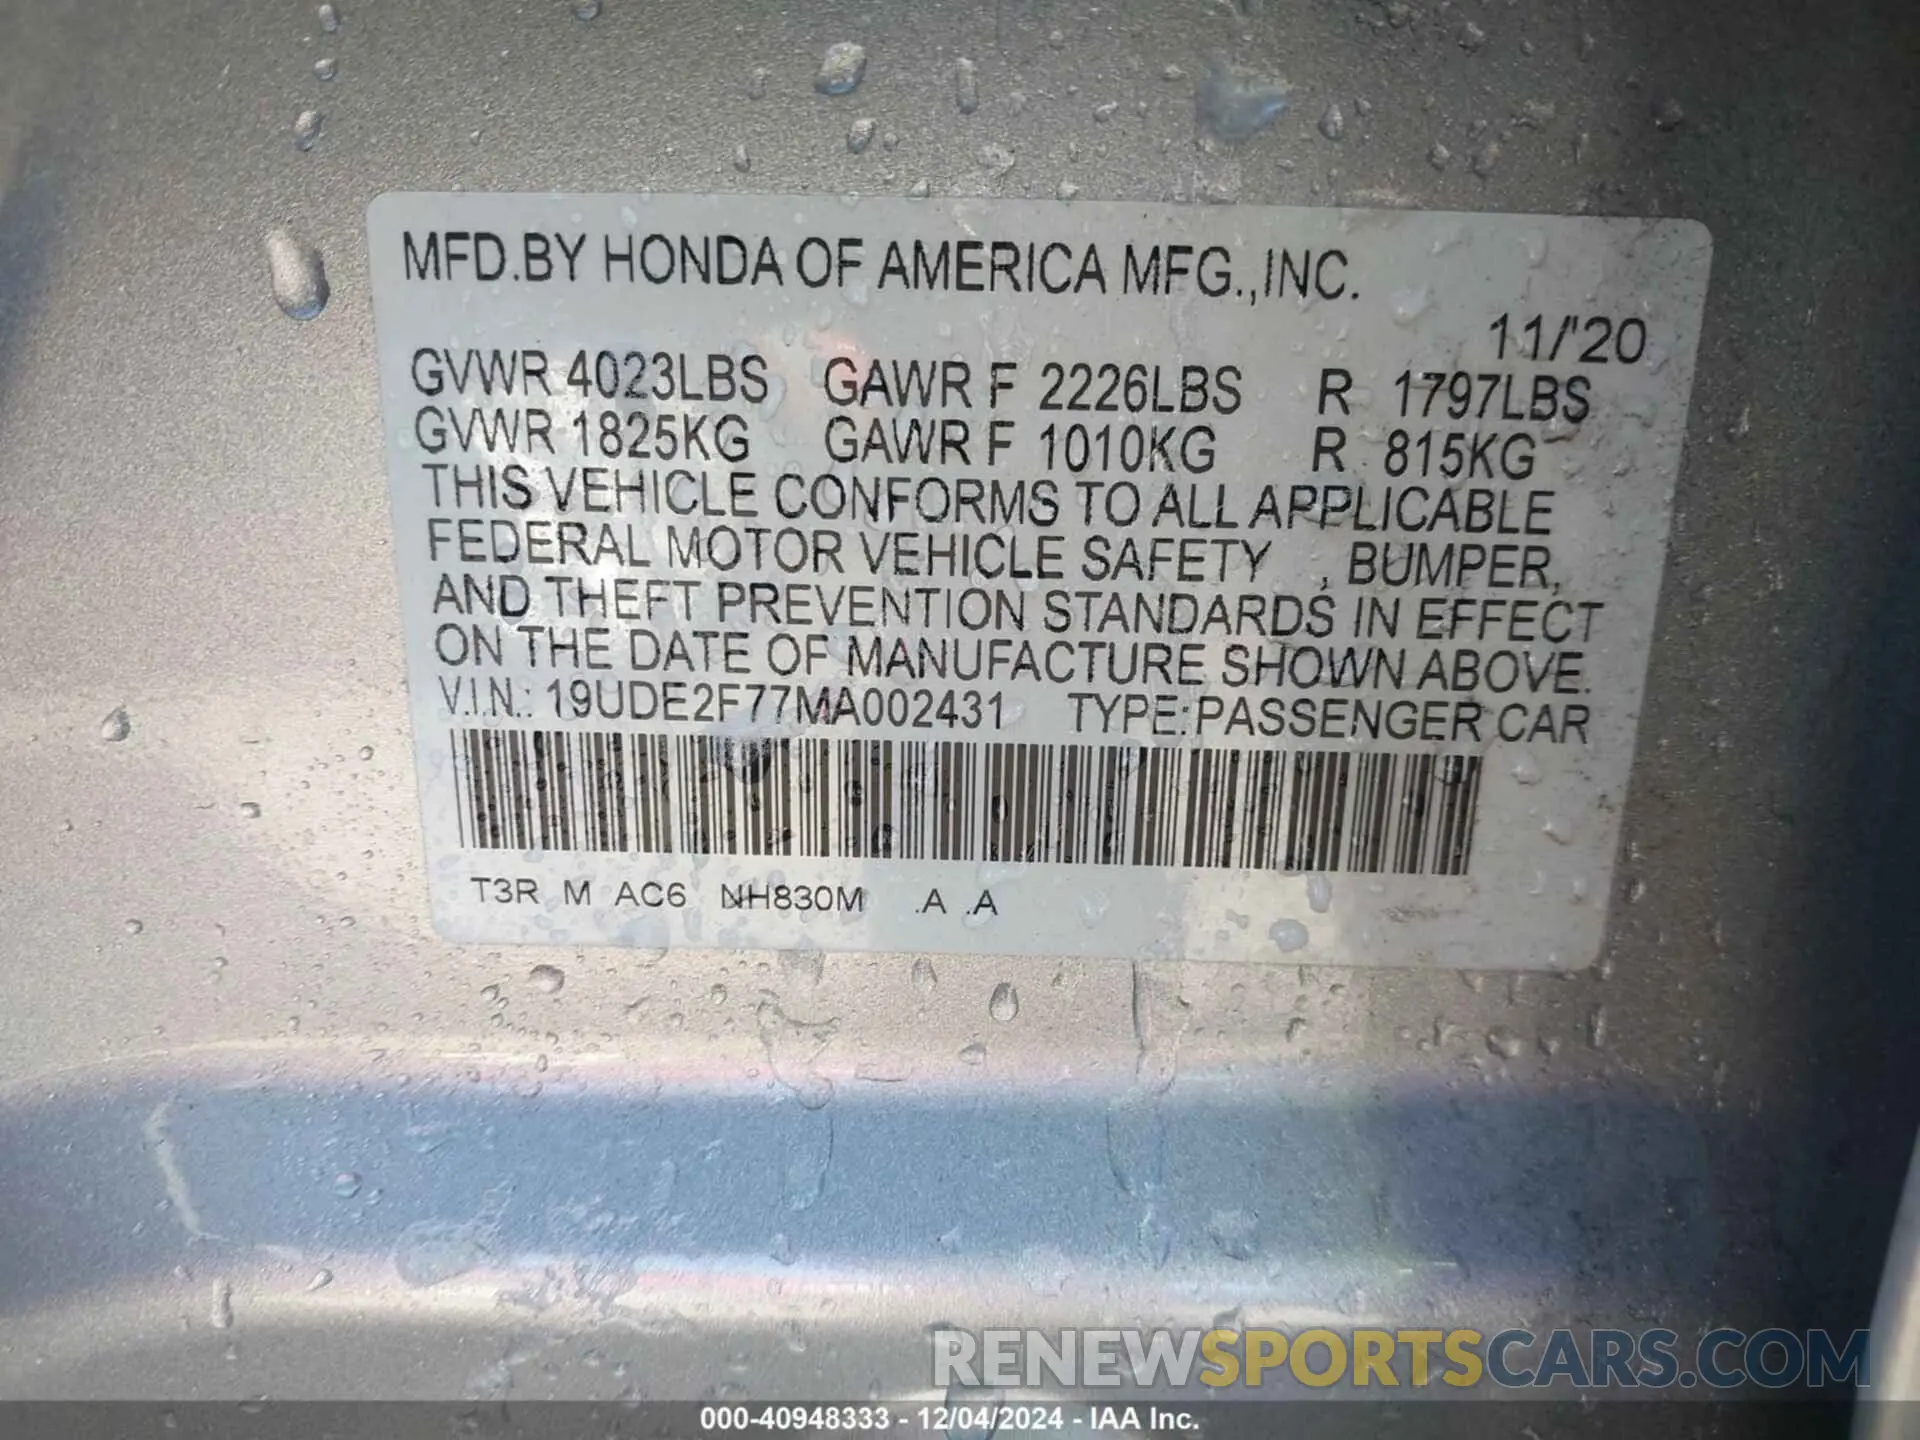 MFD.BY HONDA OF AMERICA MFG.,INC.
11/'20
GVWR 4023LBS GAWR F 2226LBS R 1797LBS
GVWR 1825KG GAWR F 1010KG R 815KG
THIS VEHICLE CONFORMS TO ALL APPLICABLE
FEDERAL MOTOR VEHICLE SAFETY , BUMPER,
AND THEFT PREVENTION STANDARDS IN EFFECT
ON THE DATE OF MANUFACTURE SHOWN ABOVE.
V.I.N.: 19UDE2F77MA002431 TYPE:PASSENGER CAR
T3R M AC6 NH830M .A .A
RENEWSPORTSCARS.COM
000-40948333 - 12/04/2024 - IAA Inc.